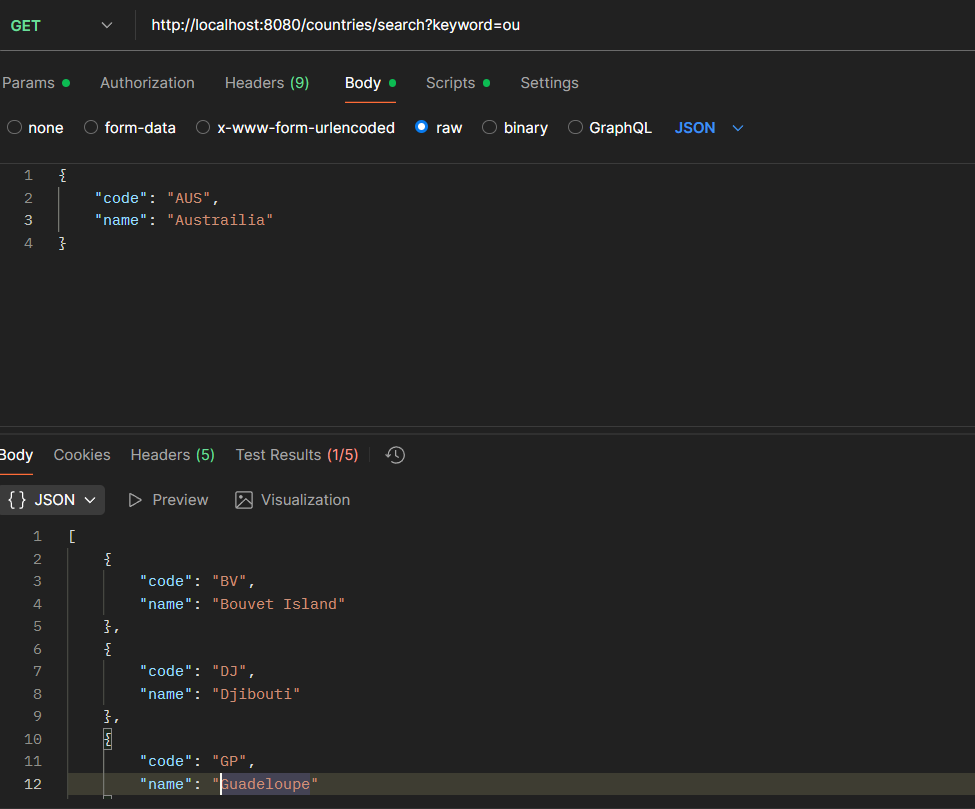 GET http://localhost:8080/countries/search?keyword=ou
Params Authorization Headers (9) Body Scripts Settings
none form-data x-www-form-urlencoded raw binary GraphQL JSON
1 {
2 "code": "AUS",
3 "name": "Austrailia"
4 }
Body Cookies Headers (5) Test Results (1/5)
{} JSON Preview Visualization
1 [
2 {
3 "code": "BV",
4 "name": "Bouvet Island"
5 },
6 {
7 "code": "DJ",
8 "name": "Djibouti"
9 },
10 {
11 "code": "GP",
12 "name": "Guadeloupe"